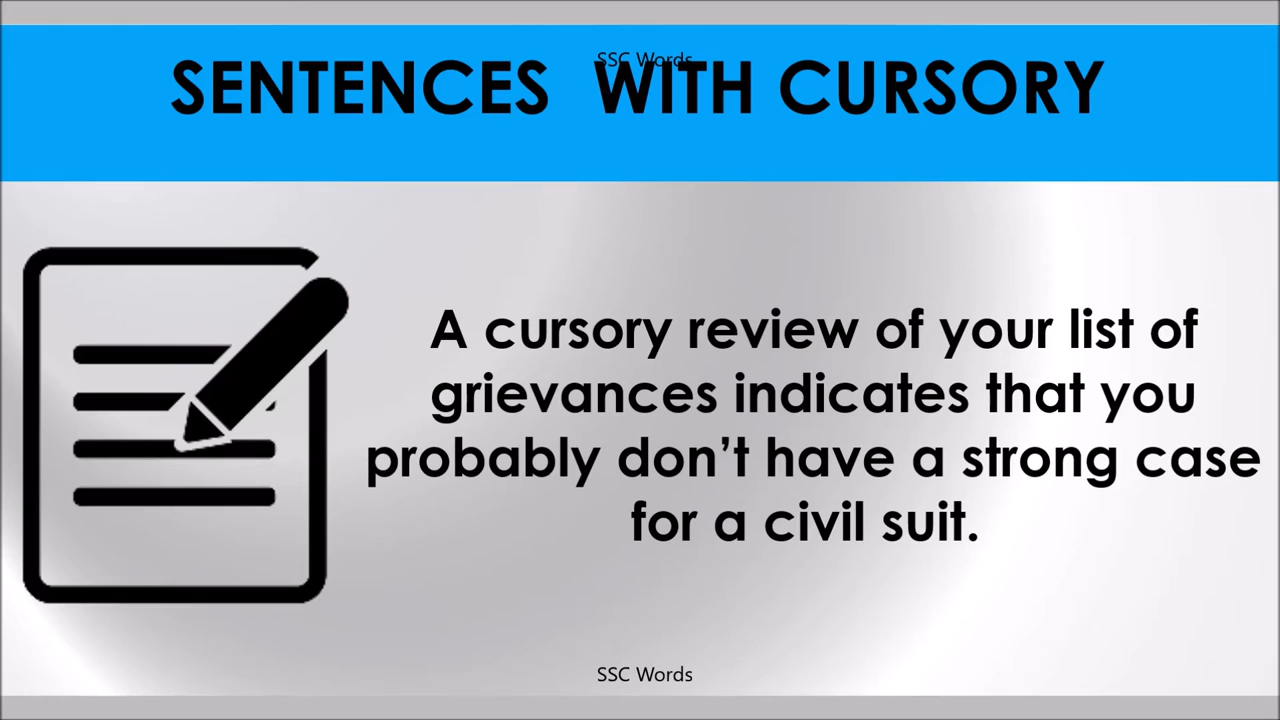 SSC Words
SENTENCES WITH CURSORY
A cursory review of your list of
grievances indicates that you
probably don’t have a strong case
for a civil suit.
SSC Words